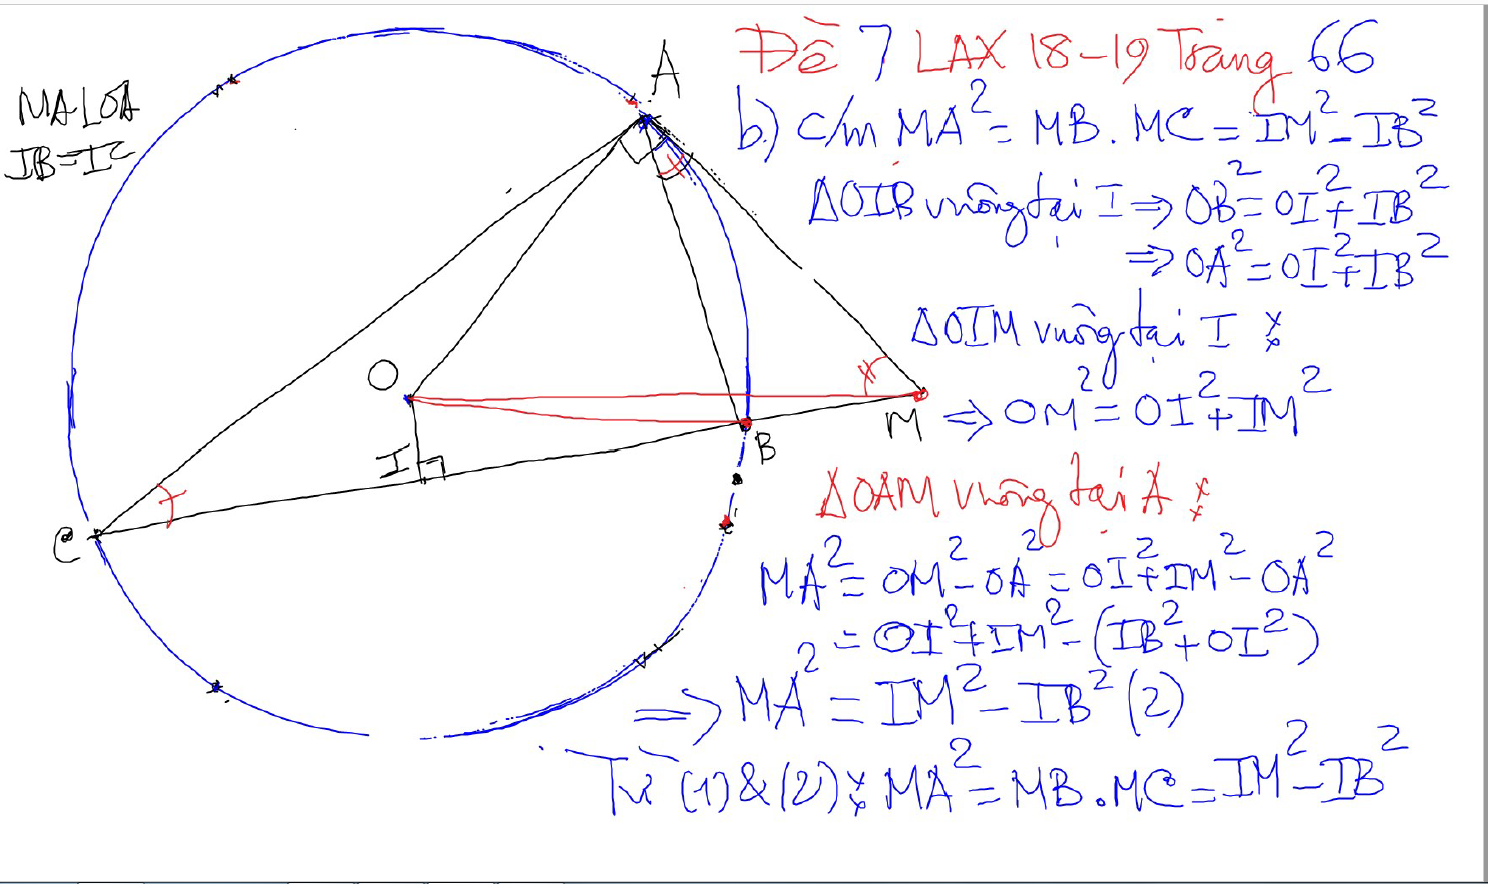 Đề 7 LAX 18-19 Trang 66
MA⊥OA
IB=IC
b.) c/m MA² = MB.MC = IM² - IB²
ΔOIB vuông tại I => OB² = OI² + IB²
=> OA² = OI² + IB²
ΔOIM vuông tại I :
=> OM² = OI² + IM²
ΔOAM vuông tại A :
MA² = OM² - OA² = OI² + IM² - OA²
= OI² + IM² - (IB² + OI²)
=> MA² = IM² - IB² (2)
Từ (1) & (2) : MA² = MB.MC = IM² - IB²
A
O
I
B
M
C